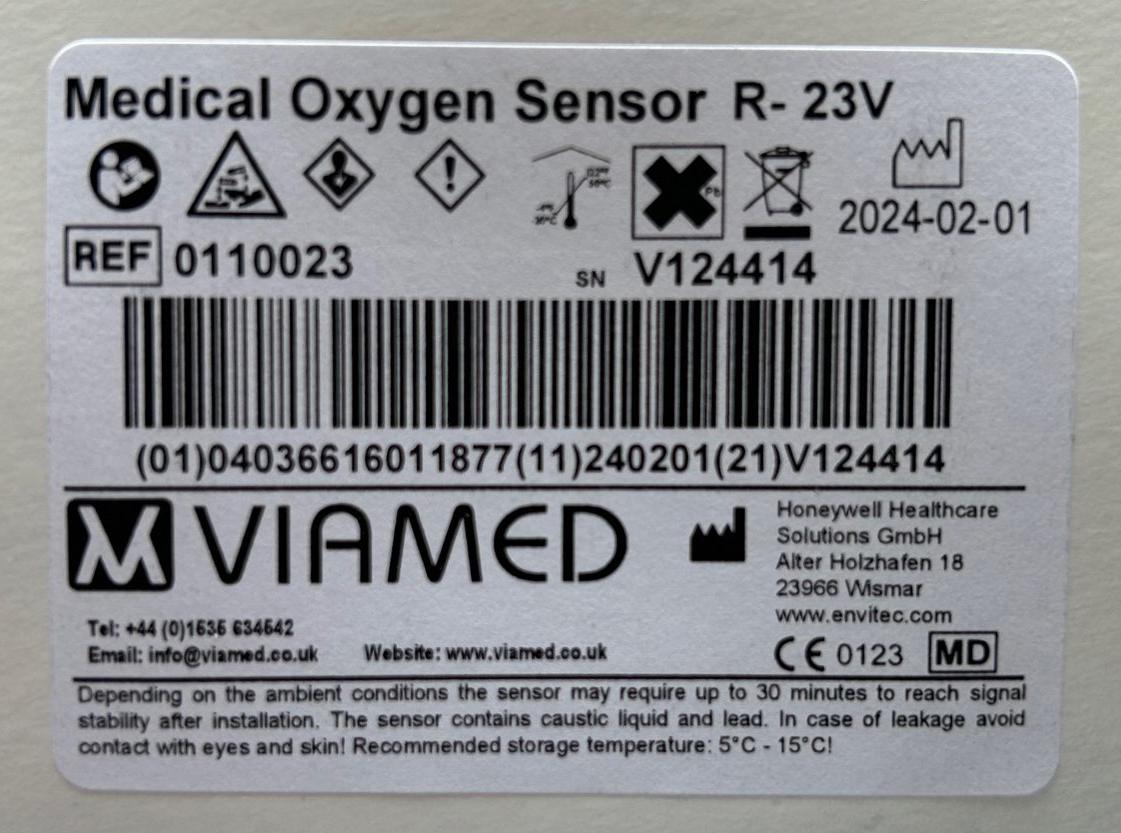 Medical Oxygen Sensor R- 23V
Pb
2024-02-01
REF 0110023 SN V124414
(01)04036616011877(11)240201(21)V124414
VIAMED
Honeywell Healthcare
Solutions GmbH
Alter Holzhafen 18
23966 Wismar
www.envitec.com
Tel: +44 (0)1535 634542
Email: info@viamed.co.uk Website: www.viamed.co.uk
CE 0123 MD
Depending on the ambient conditions the sensor may require up to 30 minutes to reach signal
stability after installation. The sensor contains caustic liquid and lead. In case of leakage avoid
contact with eyes and skin! Recommended storage temperature: 5°C - 15°C!